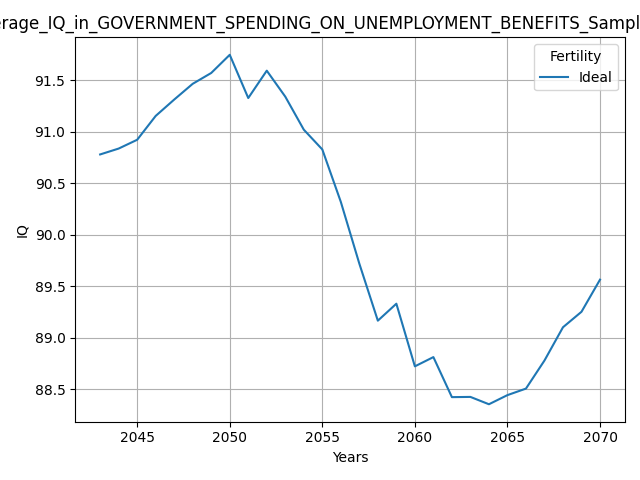 erage_IQ_in_GOVERNMENT_SPENDING_ON_UNEMPLOYMENT_BENEFITS_Sampl
Fertility
Ideal
91.5
91.0
90.5
90.0
89.5
89.0
88.5
IQ
2045 2050 2055 2060 2065 2070
Years